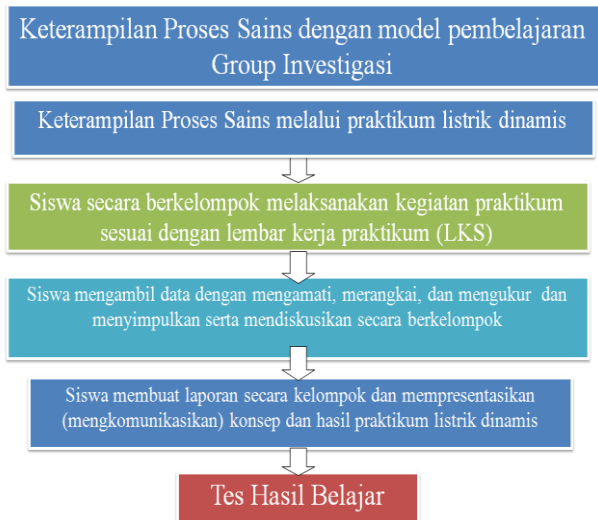 Keterampilan Proses Sains dengan model pembelajaran
Group Investigasi
Keterampilan Proses Sains melalui praktikum listrik dinamis
Siswa secara berkelompok melaksanakan kegiatan praktikum
sesuai dengan lembar kerja praktikum (LKS)
Siswa mengambil data dengan mengamati, merangkai, dan mengukur dan
menyimpulkan serta mendiskusikan secara berkelompok
Siswa membuat laporan secara kelompok dan mempresentasikan
(mengkomunikasikan) konsep dan hasil praktikum listrik dinamis
Tes Hasil Belajar